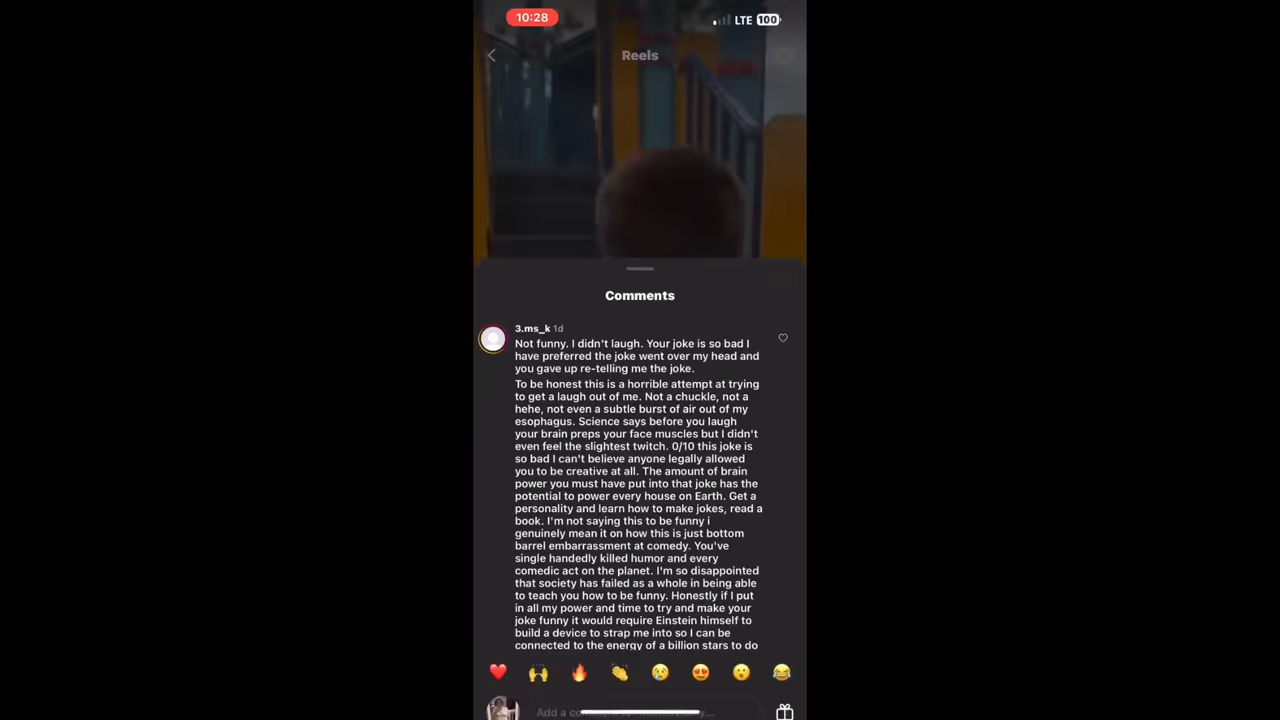 10:28
LTE 100
Reels
Comments
3.ms_k 1d
Not funny. I didn't laugh. Your joke is so bad I
have preferred the joke went over my head and
you gave up re-telling me the joke.
To be honest this is a horrible attempt at trying
to get a laugh out of me. Not a chuckle, not a
hehe, not even a subtle burst of air out of my
esophagus. Science says before you laugh
your brain preps your face muscles but I didn't
even feel the slightest twitch. 0/10 this joke is
so bad I can't believe anyone legally allowed
you to be creative at all. The amount of brain
power you must have put into that joke has the
potential to power every house on Earth. Get a
personality and learn how to make jokes, read a
book. I'm not saying this to be funny i
genuinely mean it on how this is just bottom
barrel embarrassment at comedy. You've
single handedly killed humor and every
comedic act on the planet. I'm so disappointed
that society has failed as a whole in being able
to teach you how to be funny. Honestly if I put
in all my power and time to try and make your
joke funny it would require Einstein himself to
build a device to strap me into so I can be
connected to the energy of a billion stars to do
Add a